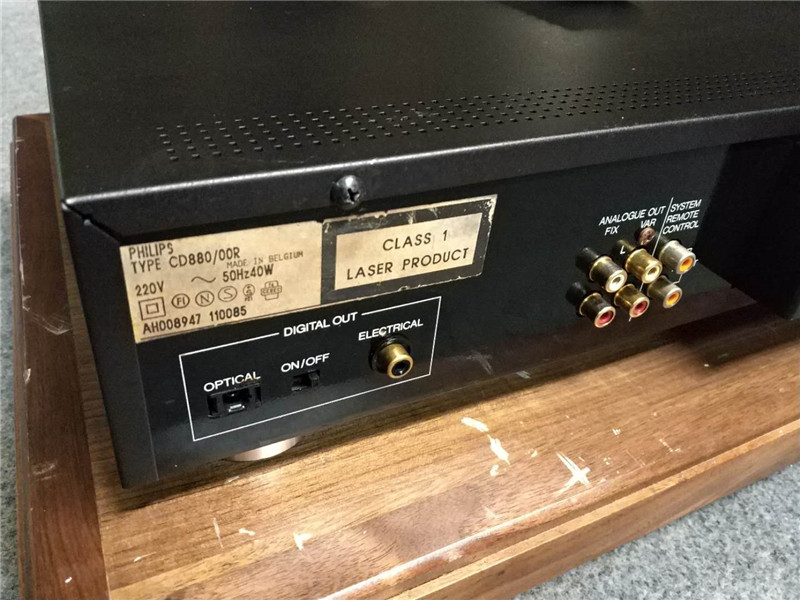 PHILIPS
TYPE CD880/00R
MADE IN BELGIUM
220V ~ 50Hz40W
FI N S
AH008947 110085
CLASS 1
LASER PRODUCT
DIGITAL OUT
OPTICAL
ON/OFF
ELECTRICAL
ANALOGUE OUT
FIX VAR
L
SYSTEM
REMOTE
CONTROL